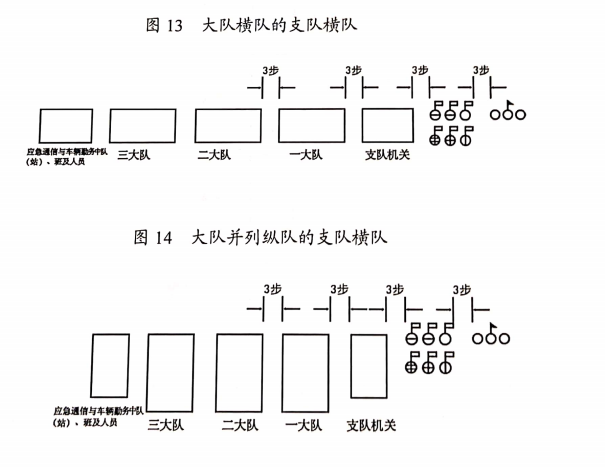 图 13 大队横队的支队横队
3步 3步 3步 3步
应急通信与车辆勤务中队
(站)、班及人员
三大队 二大队 一大队 支队机关
图 14 大队并列纵队的支队横队
3步 3步 3步 3步
应急通信与车辆勤务中队
(站)、班及人员
三大队 二大队 一大队 支队机关